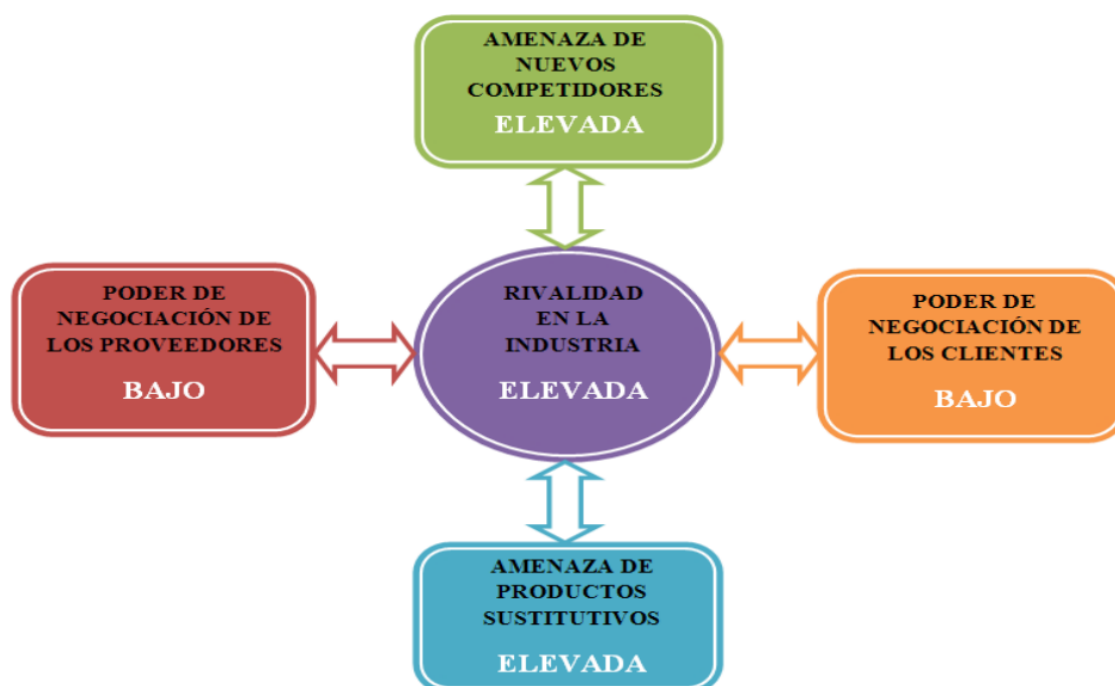 AMENAZA DE
NUEVOS
COMPETIDORES
ELEVADA
PODER DE
NEGOCIACIÓN DE
LOS PROVEEDORES
BAJO
RIVALIDAD
EN LA
INDUSTRIA
ELEVADA
PODER DE
NEGOCIACIÓN DE
LOS CLIENTES
BAJO
AMENAZA DE
PRODUCTOS
SUSTITUTIVOS
ELEVADA